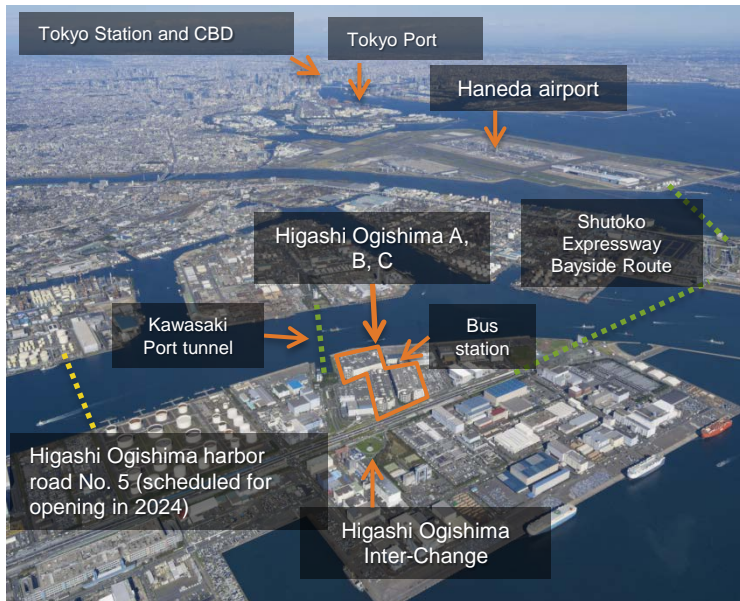 Tokyo Station and CBD
Tokyo Port
Haneda airport
Higashi Ogishima A,
B, C
Shutoko
Expressway
Bayside Route
Kawasaki
Port tunnel
Bus
station
Higashi Ogishima harbor
road No. 5 (scheduled for
opening in 2024)
Higashi Ogishima
Inter-Change